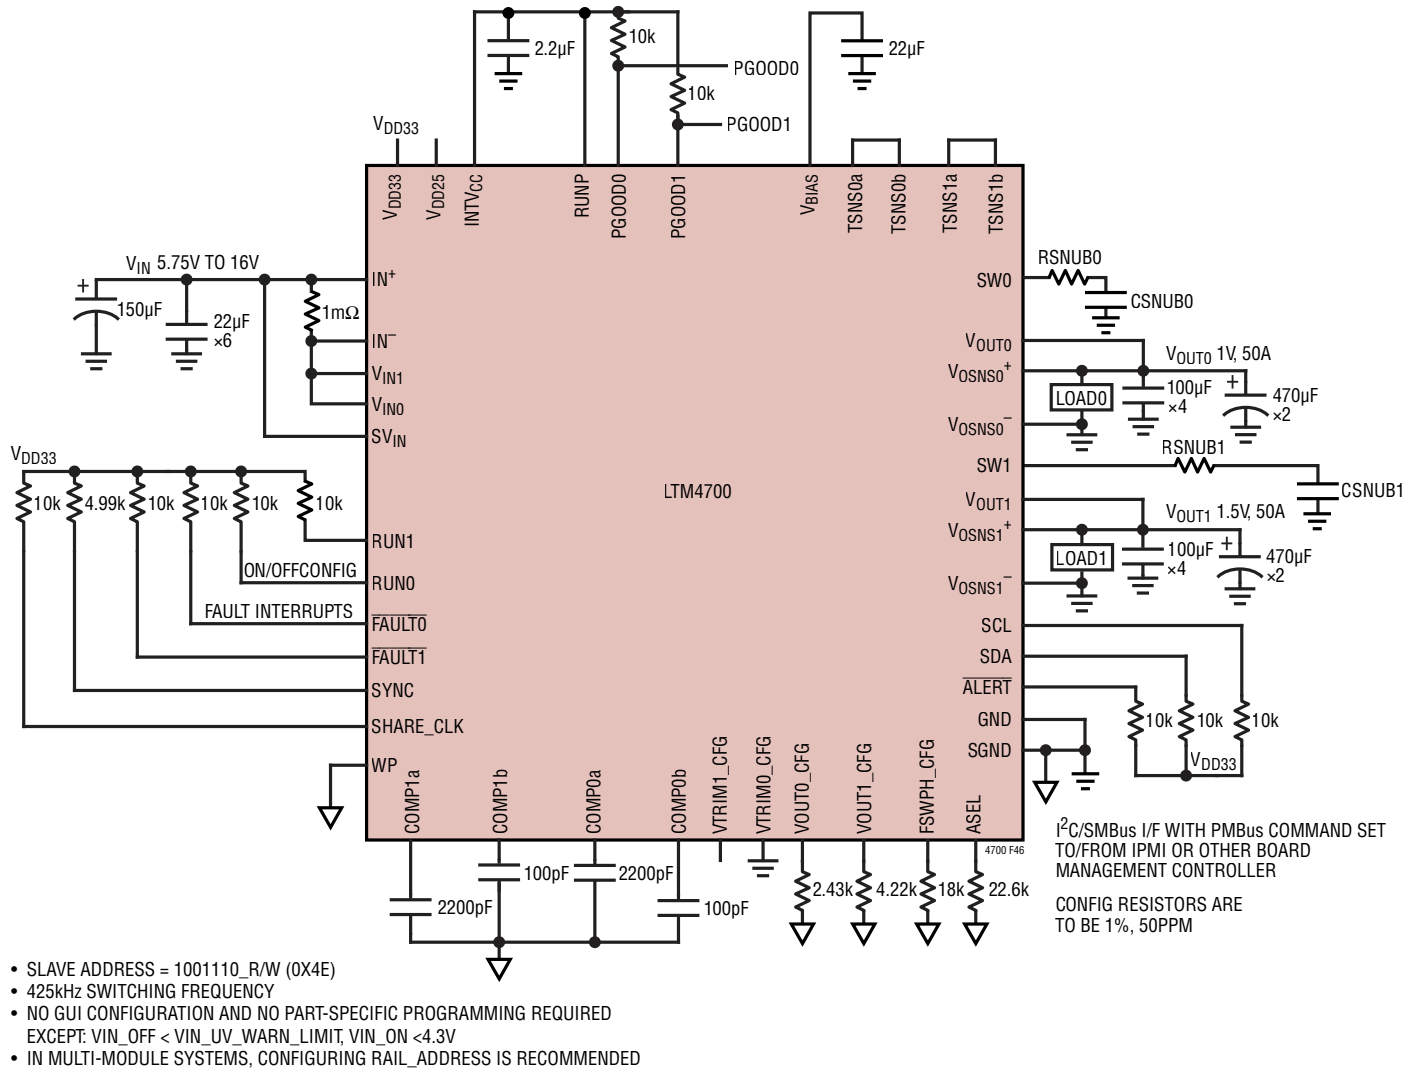 2.2µF
10k
PGOOD0
22µF
10k
PGOOD1
VDD33
VDD33
VDD25
INTVCC
RUNP
PGOOD0
PGOOD1
VBIAS
TSNS0a
TSNS0b
TSNS1a
TSNS1b
VIN 5.75V TO 16V
+
150µF
22µF
×6
1mΩ
IN+
IN–
VIN1
VIN0
SVIN
SW0
RSNUB0
CSNUB0
VOUT0
VOUT0 1V, 50A
VOSNS0+
LOAD0
100µF
×4
+
470µF
×2
VOSNS0–
SW1
RSNUB1
CSNUB1
LTM4700
VOUT1
VOUT1 1.5V, 50A
VOSNS1+
LOAD1
100µF
×4
+
470µF
×2
VOSNS1–
VDD33
10k
4.99k
10k
10k
10k
10k
RUN1
ON/OFFCONFIG
RUN0
FAULT INTERRUPTS
FAULT0
FAULT1
SYNC
SHARE_CLK
WP
SCL
SDA
ALERT
GND
SGND
10k
10k
10k
VDD33
COMP1a
COMP1b
COMP0a
COMP0b
VTRIM1_CFG
VTRIM0_CFG
VOUT0_CFG
VOUT1_CFG
FSWPH_CFG
ASEL
4700 F46
2200pF
100pF
2200pF
100pF
2.43k
4.22k
18k
22.6k
I2C/SMBus I/F WITH PMBus COMMAND SET
TO/FROM IPMI OR OTHER BOARD
MANAGEMENT CONTROLLER
CONFIG RESISTORS ARE
TO BE 1%, 50PPM
• SLAVE ADDRESS = 1001110_R/W (0X4E)
• 425kHz SWITCHING FREQUENCY
• NO GUI CONFIGURATION AND NO PART-SPECIFIC PROGRAMMING REQUIRED
EXCEPT: VIN_OFF < VIN_UV_WARN_LIMIT, VIN_ON <4.3V
• IN MULTI-MODULE SYSTEMS, CONFIGURING RAIL_ADDRESS IS RECOMMENDED